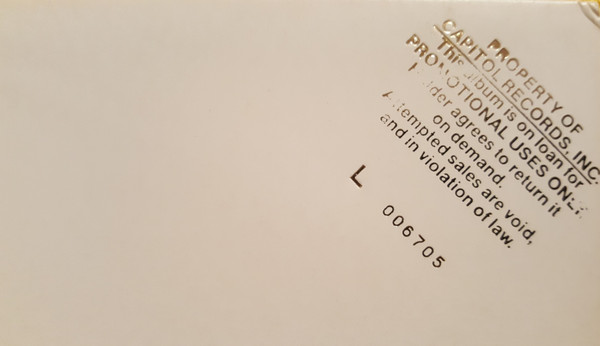 PROPERTY OF
CAPITOL RECORDS, INC.
This album is on loan for
PROMOTIONAL USES ONLY
holder agrees to return it
on demand.
Attempted sales are void,
and in violation of law.
L 006705